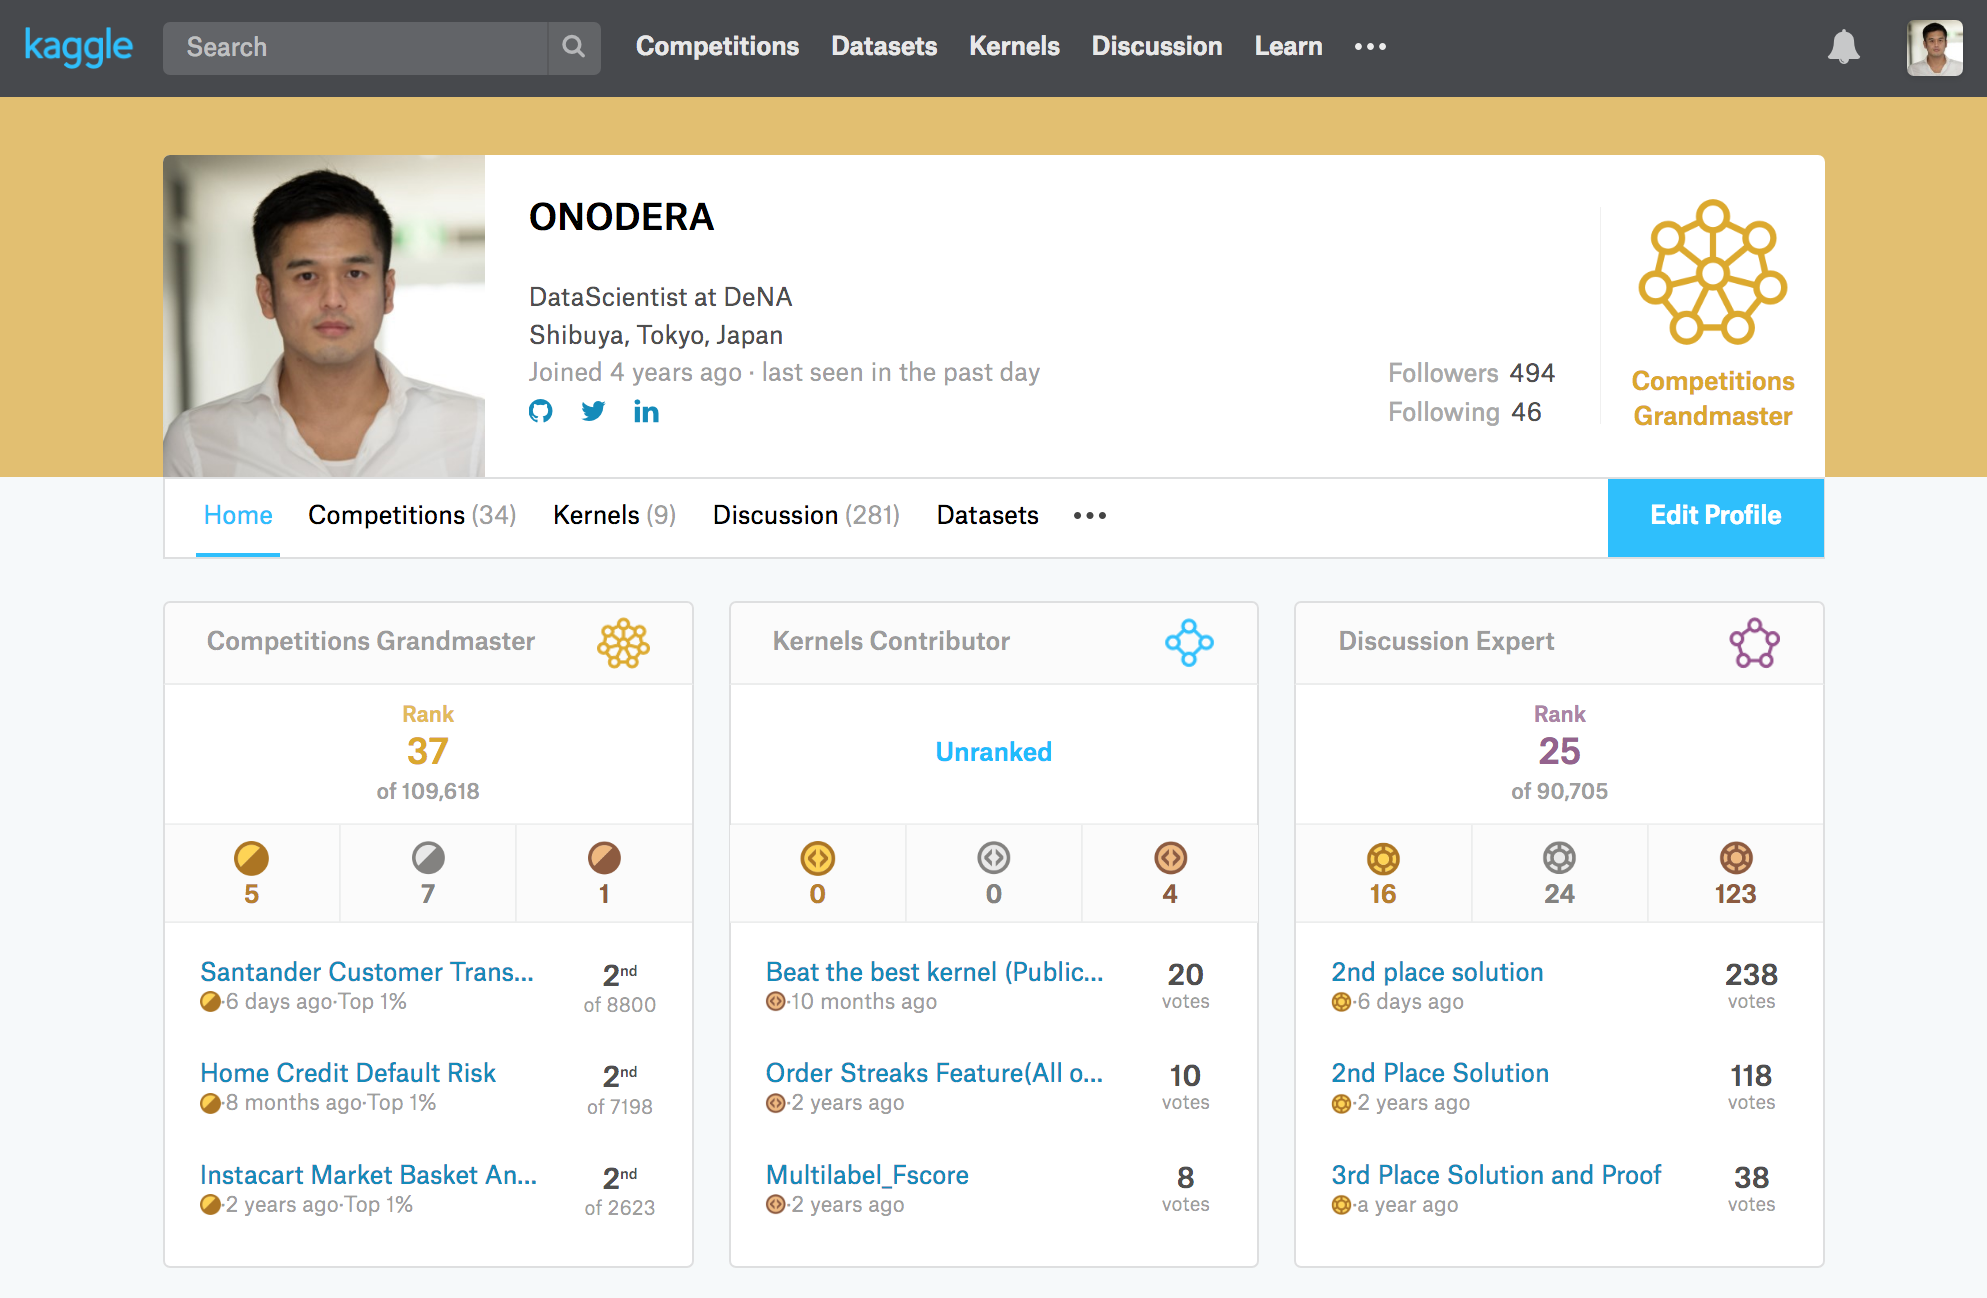 kaggle
Search
Competitions Datasets Kernels Discussion Learn
ONODERA
DataScientist at DeNA
Shibuya, Tokyo, Japan
Joined 4 years ago · last seen in the past day
Followers 494
Following 46
Competitions
Grandmaster
Home Competitions (34) Kernels (9) Discussion (281) Datasets
Edit Profile
Competitions Grandmaster
Rank
37
of 109,618
5 7 1
Santander Customer Trans... 2nd
·6 days ago·Top 1% of 8800
Home Credit Default Risk 2nd
·8 months ago·Top 1% of 7198
Instacart Market Basket An... 2nd
·2 years ago·Top 1% of 2623
Kernels Contributor
Unranked
0 0 4
Beat the best kernel (Public... 20
·10 months ago votes
Order Streaks Feature(All o... 10
·2 years ago votes
Multilabel_Fscore 8
·2 years ago votes
Discussion Expert
Rank
25
of 90,705
16 24 123
2nd place solution 238
·6 days ago votes
2nd Place Solution 118
·2 years ago votes
3rd Place Solution and Proof 38
·a year ago votes